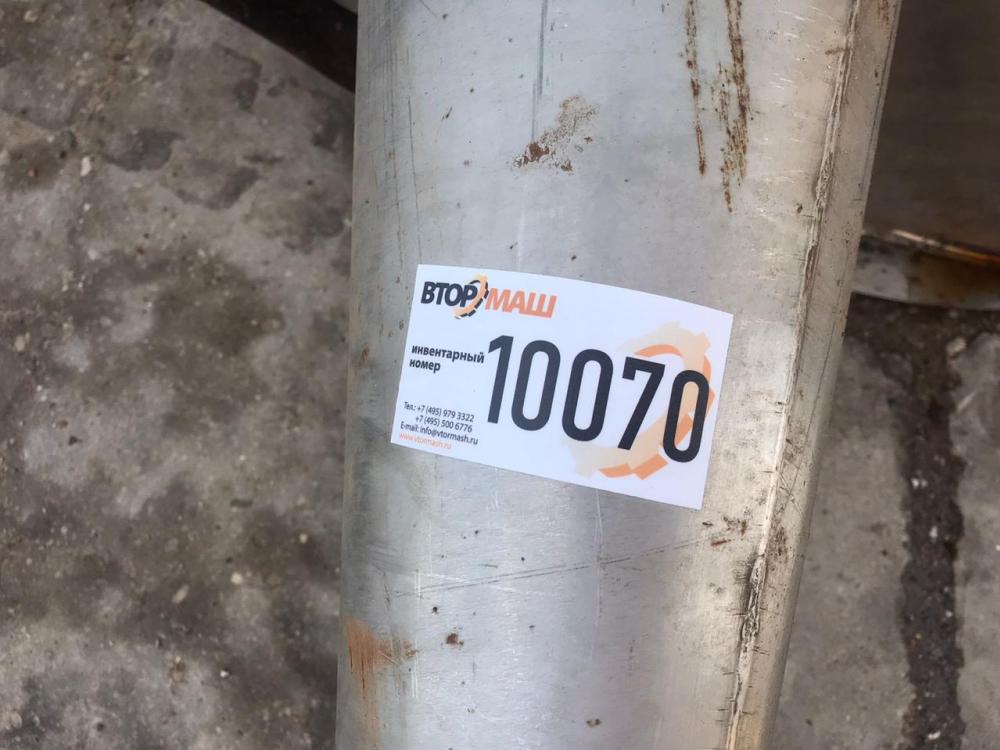 ВТОРМАШ
инвентарный
номер
10070
Тел.: +7 (495) 979 3322
+7 (495) 500 6776
E-mail: info@vtormash.ru
www.vtormash.ru